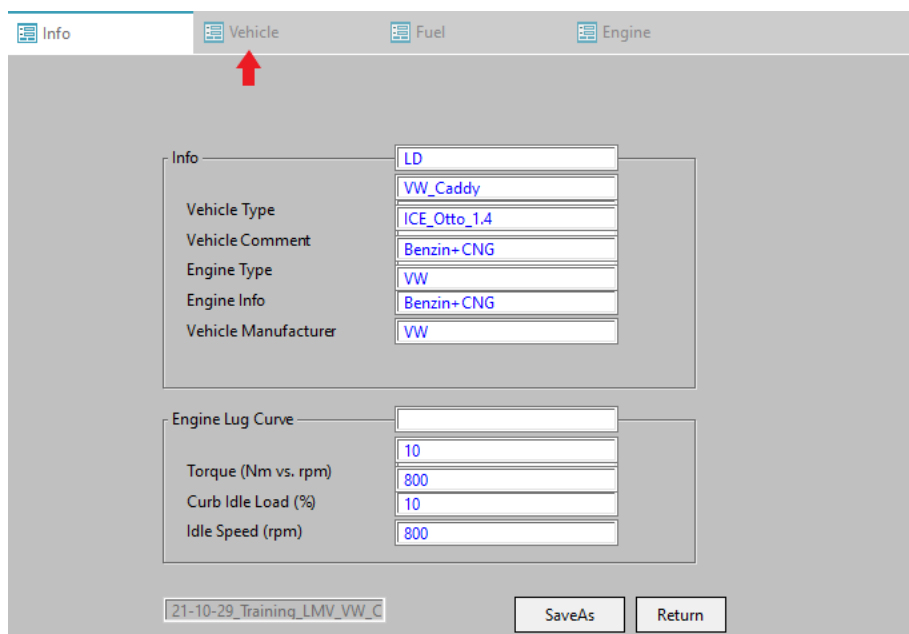 Info Vehicle Fuel Engine
Info
LD
VW_Caddy
Vehicle Type
ICE_Otto_1.4
Vehicle Comment
Benzin+CNG
Engine Type
VW
Engine Info
Benzin+CNG
Vehicle Manufacturer
VW
Engine Lug Curve
10
Torque (Nm vs. rpm)
800
Curb Idle Load (%)
10
Idle Speed (rpm)
800
21-10-29_Training_LMV_VW_C
SaveAs Return